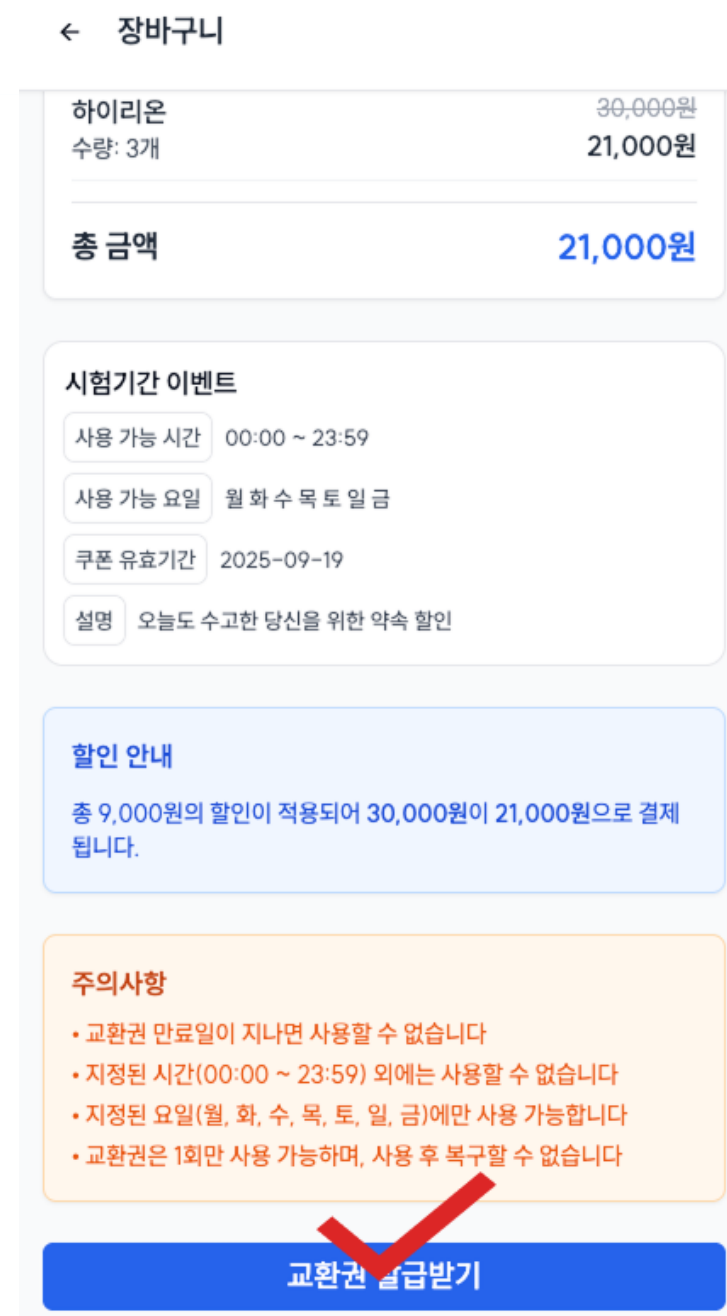 ← 장바구니
하이리온 30,000원
수량: 3개 21,000원
총 금액 21,000원
시험기간 이벤트
사용 가능 시간 00:00 ~ 23:59
사용 가능 요일 월 화 수 목 토 일 금
쿠폰 유효기간 2025-09-19
설명 오늘도 수고한 당신을 위한 약속 할인
할인 안내
총 9,000원의 할인이 적용되어 30,000원이 21,000원으로 결제
됩니다.
주의사항
• 교환권 만료일이 지나면 사용할 수 없습니다
• 지정된 시간(00:00 ~ 23:59) 외에는 사용할 수 없습니다
• 지정된 요일(월, 화, 수, 목, 토, 일, 금)에만 사용 가능합니다
• 교환권은 1회만 사용 가능하며, 사용 후 복구할 수 없습니다
교환권 발급받기